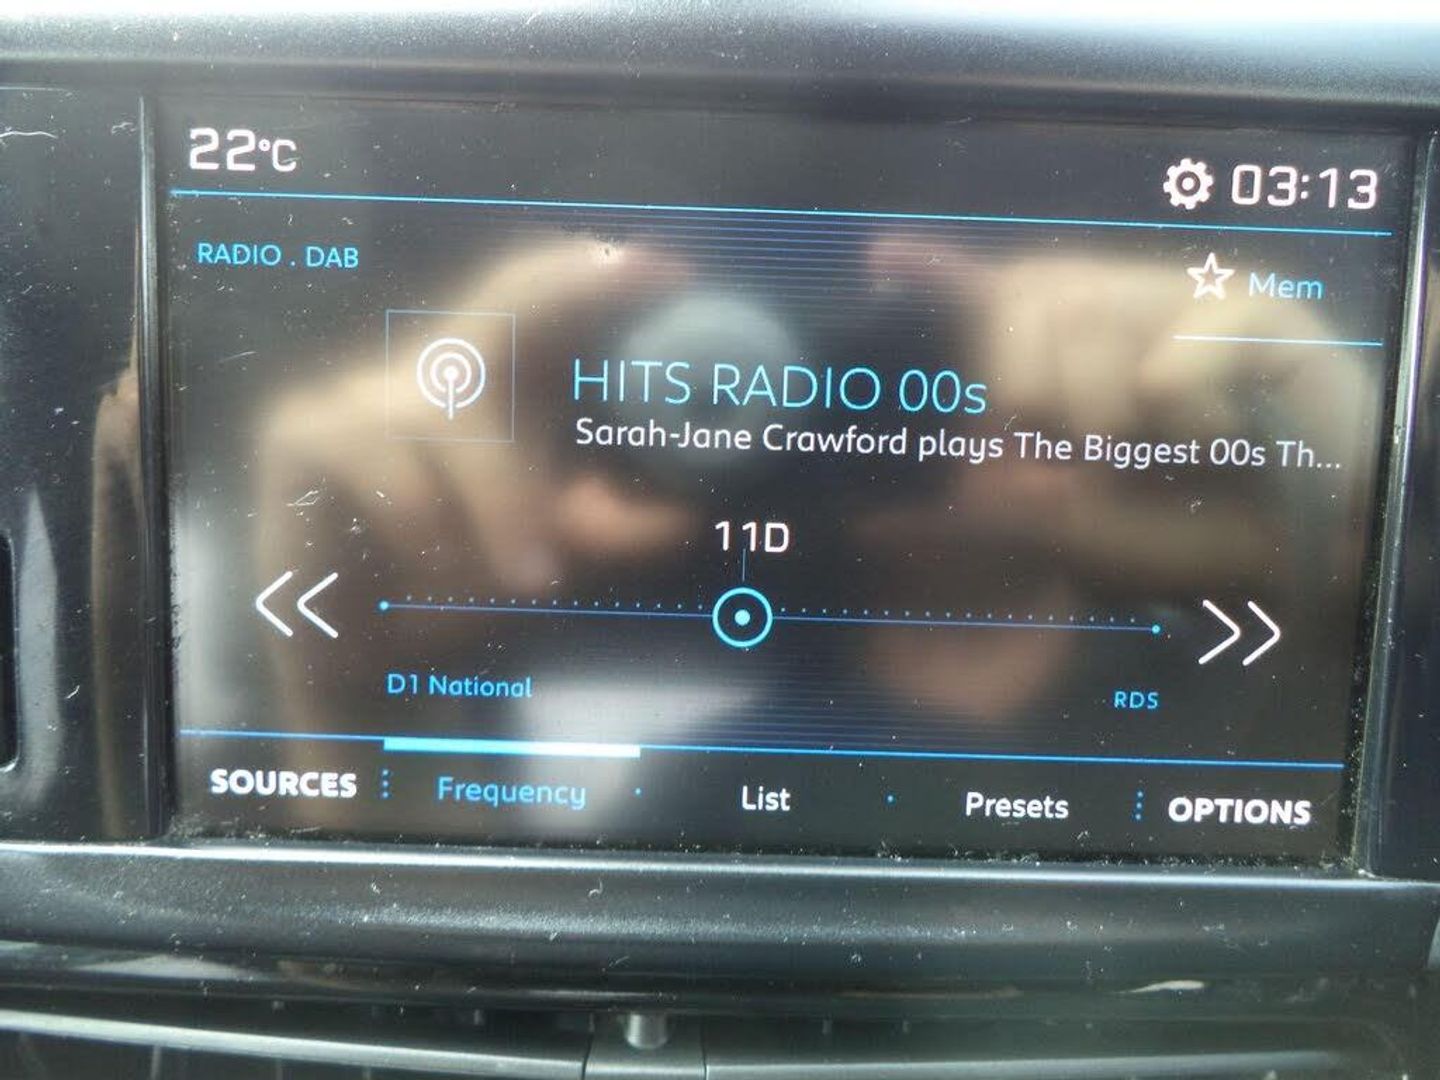 22°C
03:13
RADIO . DAB
Mem
HITS RADIO 00s
Sarah-Jane Crawford plays The Biggest 00s Th...
11D
D1 National
RDS
SOURCES
Frequency
List
Presets
OPTIONS